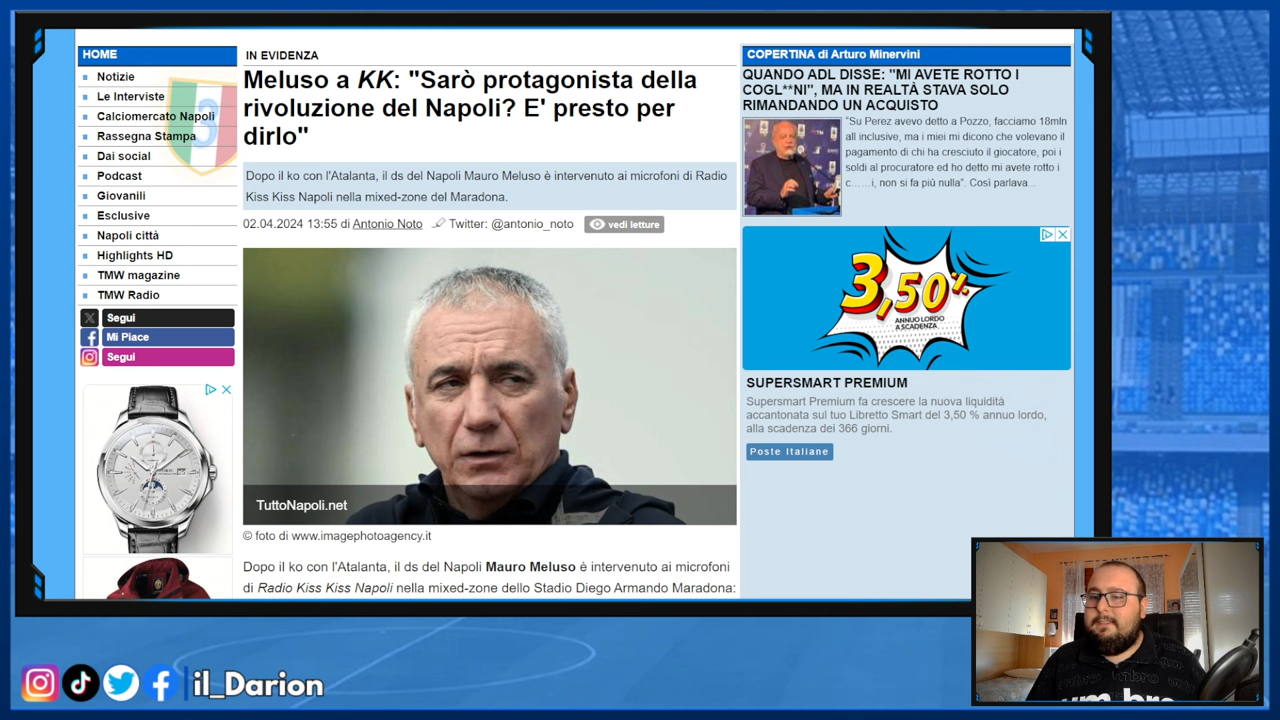 HOME
Notizie
Le Interviste
Calciomercato Napoli
Rassegna Stampa
Dai social
Podcast
Giovanili
Esclusive
Napoli città
Highlights HD
TMW magazine
TMW Radio
Segui
Mi Piace
Segui
IN EVIDENZA
Meluso a KK: "Sarò protagonista della
rivoluzione del Napoli? E' presto per
dirlo"
Dopo il ko con l'Atalanta, il ds del Napoli Mauro Meluso è intervenuto ai microfoni di Radio
Kiss Kiss Napoli nella mixed-zone del Maradona.
02.04.2024 13:55 di Antonio Noto Twitter: @antonio_noto vedi letture
TuttoNapoli.net
© foto di www.imagephotoagency.it
Dopo il ko con l'Atalanta, il ds del Napoli Mauro Meluso è intervenuto ai microfoni
di Radio Kiss Kiss Napoli nella mixed-zone dello Stadio Diego Armando Maradona:
COPERTINA di Arturo Minervini
QUANDO ADL DISSE: "MI AVETE ROTTO I
COGL**NI", MA IN REALTÀ STAVA SOLO
RIMANDANDO UN ACQUISTO
"Su Perez avevo detto a Pozzo, facciamo 18mln
all inclusive, ma i miei mi dicono che volevano il
pagamento di chi ha cresciuto il giocatore, poi i
soldi al procuratore ed ho detto mi avete rotto i
c……i, non si fa più nulla". Così parlava...
3,50%
ANNUO LORDO
A SCADENZA
SUPERSMART PREMIUM
Supersmart Premium fa crescere la nuova liquidità
accantonata sul tuo Libretto Smart del 3,50 % annuo lordo,
alla scadenza dei 366 giorni.
Poste Italiane
il_Darion